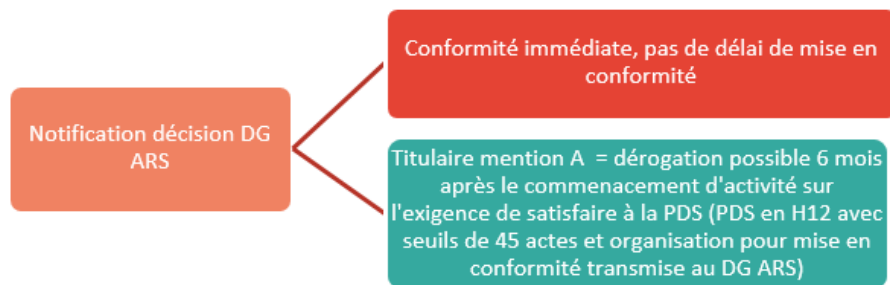 Notification décision DG
ARS
Conformité immédiate, pas de délai de mise en
conformité
Titulaire mention A = dérogation possible 6 mois
après le commenacement d'activité sur
l'exigence de satisfaire à la PDS (PDS en H12 avec
seuils de 45 actes et organisation pour mise en
conformité transmise au DG ARS)